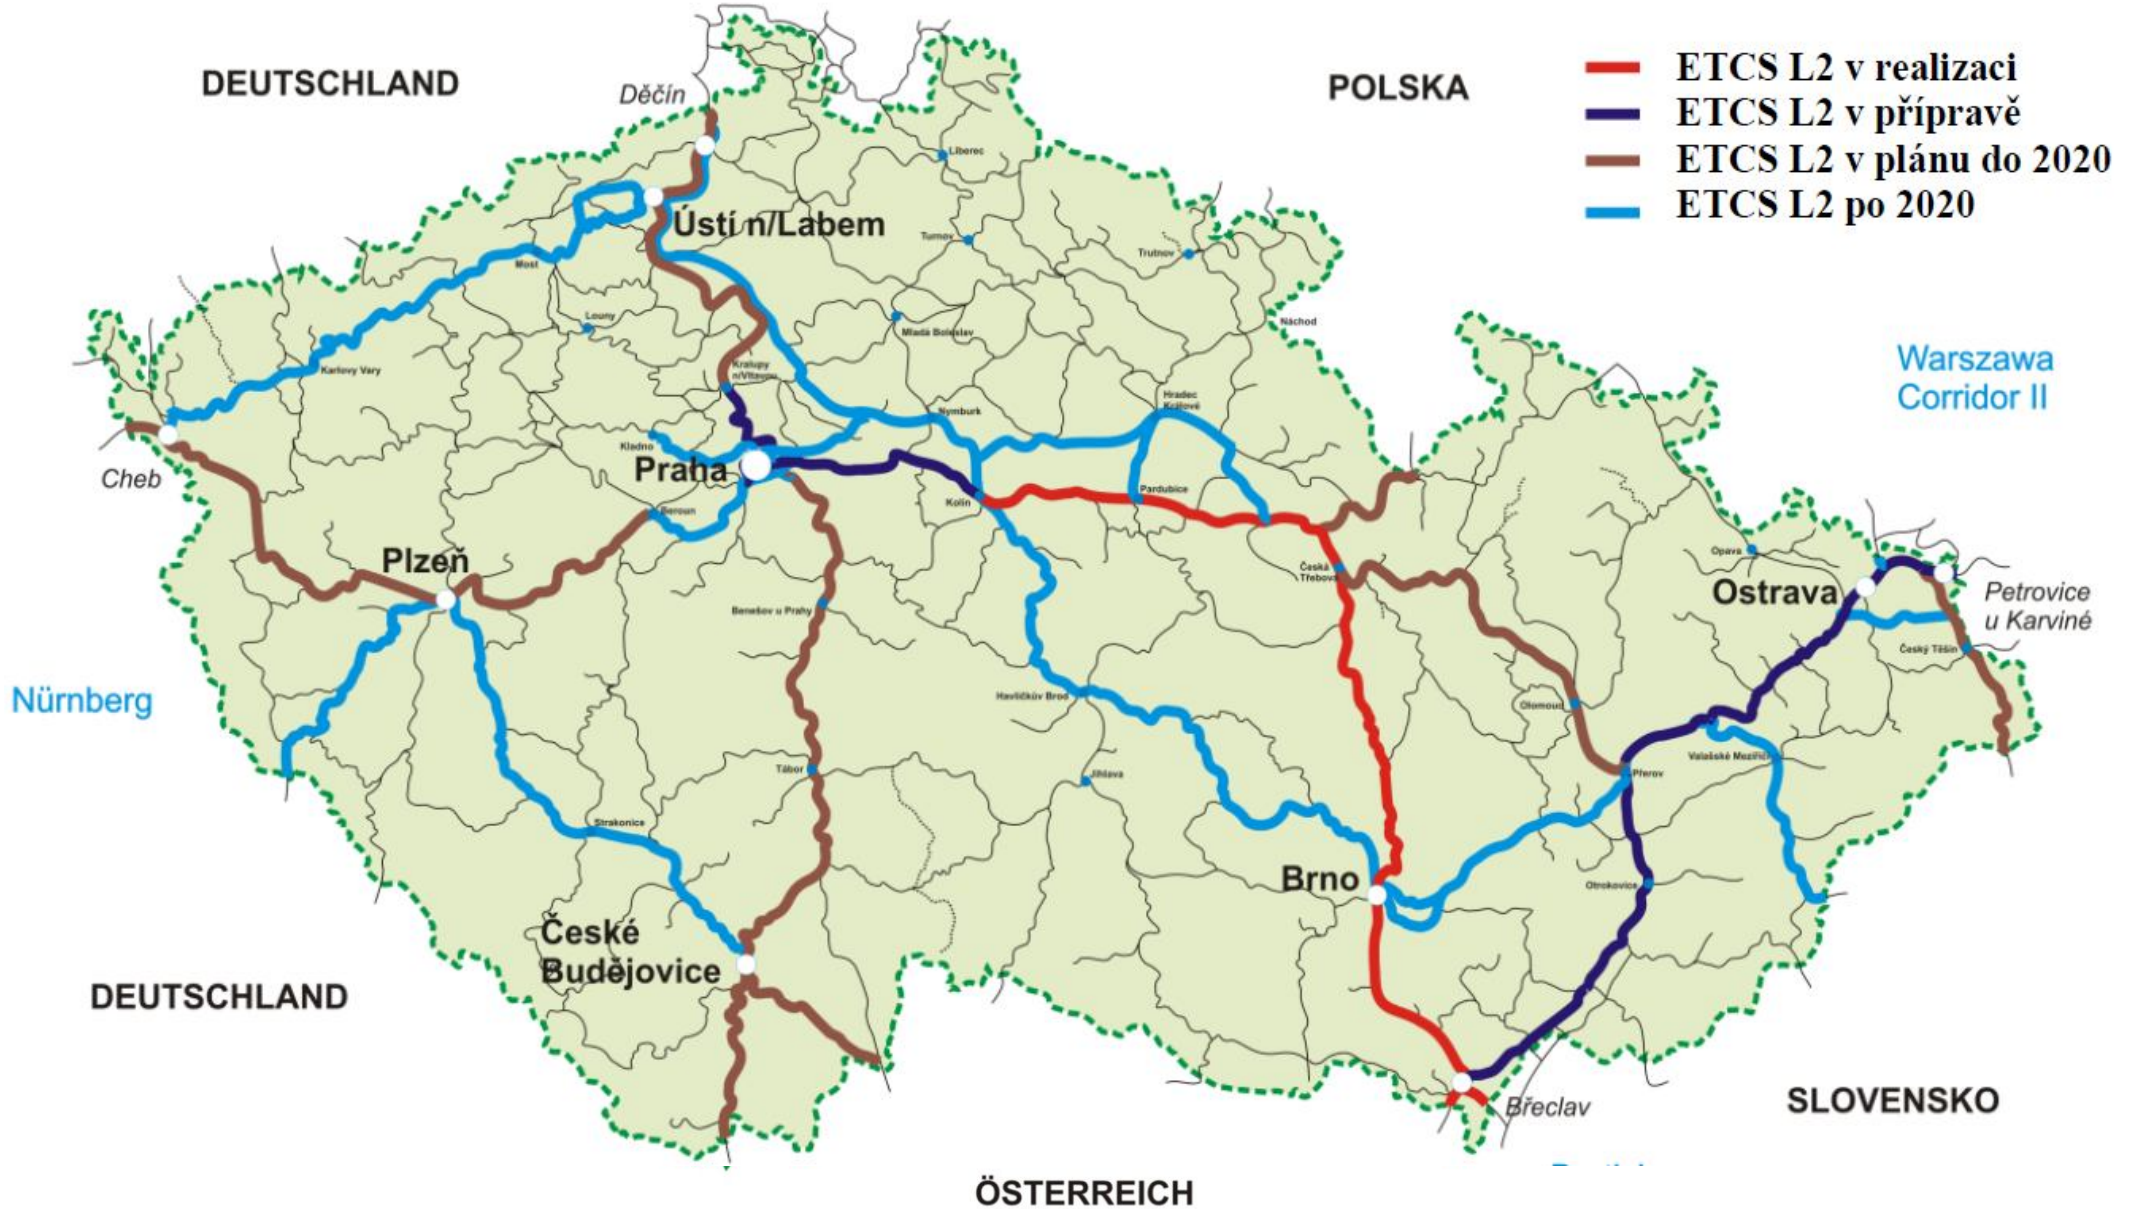 DEUTSCHLAND
POLSKA
ETCS L2 v realizaci
ETCS L2 v přípravě
ETCS L2 v plánu do 2020
ETCS L2 po 2020
Děčín
Liberec
Ústí n/Labem
Turnov
Trutnov
Most
Louny
Mladá Boleslav
Náchod
Warszawa
Corridor II
Karlovy Vary
Kralupy
n/Vltavou
Hradec
Králové
Nymburk
Kladno
Praha
Cheb
Pardubice
Kolín
Beroun
Plzeň
Česká
Třebová
Opava
Ostrava
Petrovice
u Karviné
Benešov u Prahy
Český Těšín
Nürnberg
Havlíčkův Brod
Olomouc
Valašské Meziříčí
Tábor
Jihlava
Přerov
Strakonice
Brno
Otrokovice
České
Budějovice
DEUTSCHLAND
Břeclav
SLOVENSKO
ÖSTERREICH